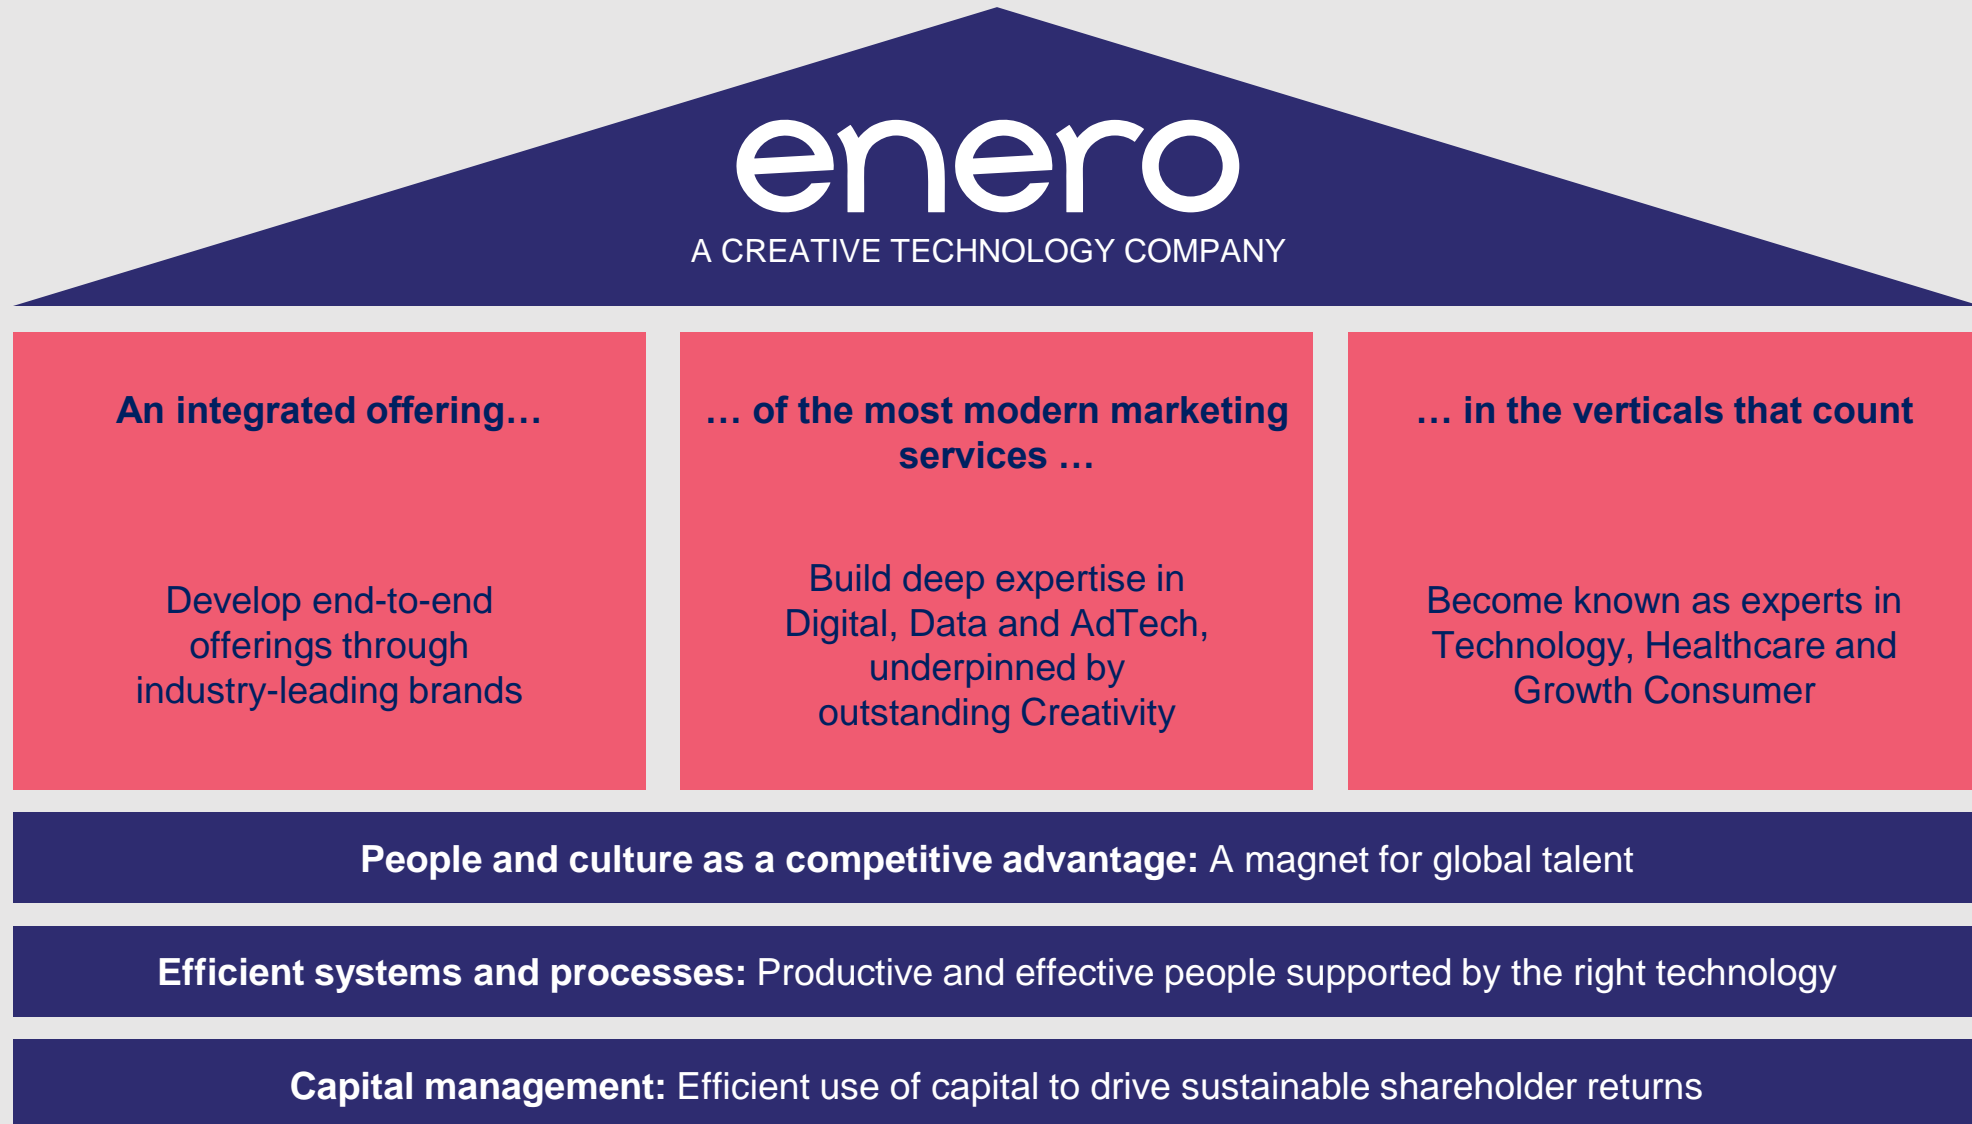 enero
A CREATIVE TECHNOLOGY COMPANY
An integrated offering…
Develop end-to-end
offerings through
industry-leading brands
… of the most modern marketing
services …
Build deep expertise in
Digital, Data and AdTech,
underpinned by
outstanding Creativity
… in the verticals that count
Become known as experts in
Technology, Healthcare and
Growth Consumer
People and culture as a competitive advantage: A magnet for global talent
Efficient systems and processes: Productive and effective people supported by the right technology
Capital management: Efficient use of capital to drive sustainable shareholder returns